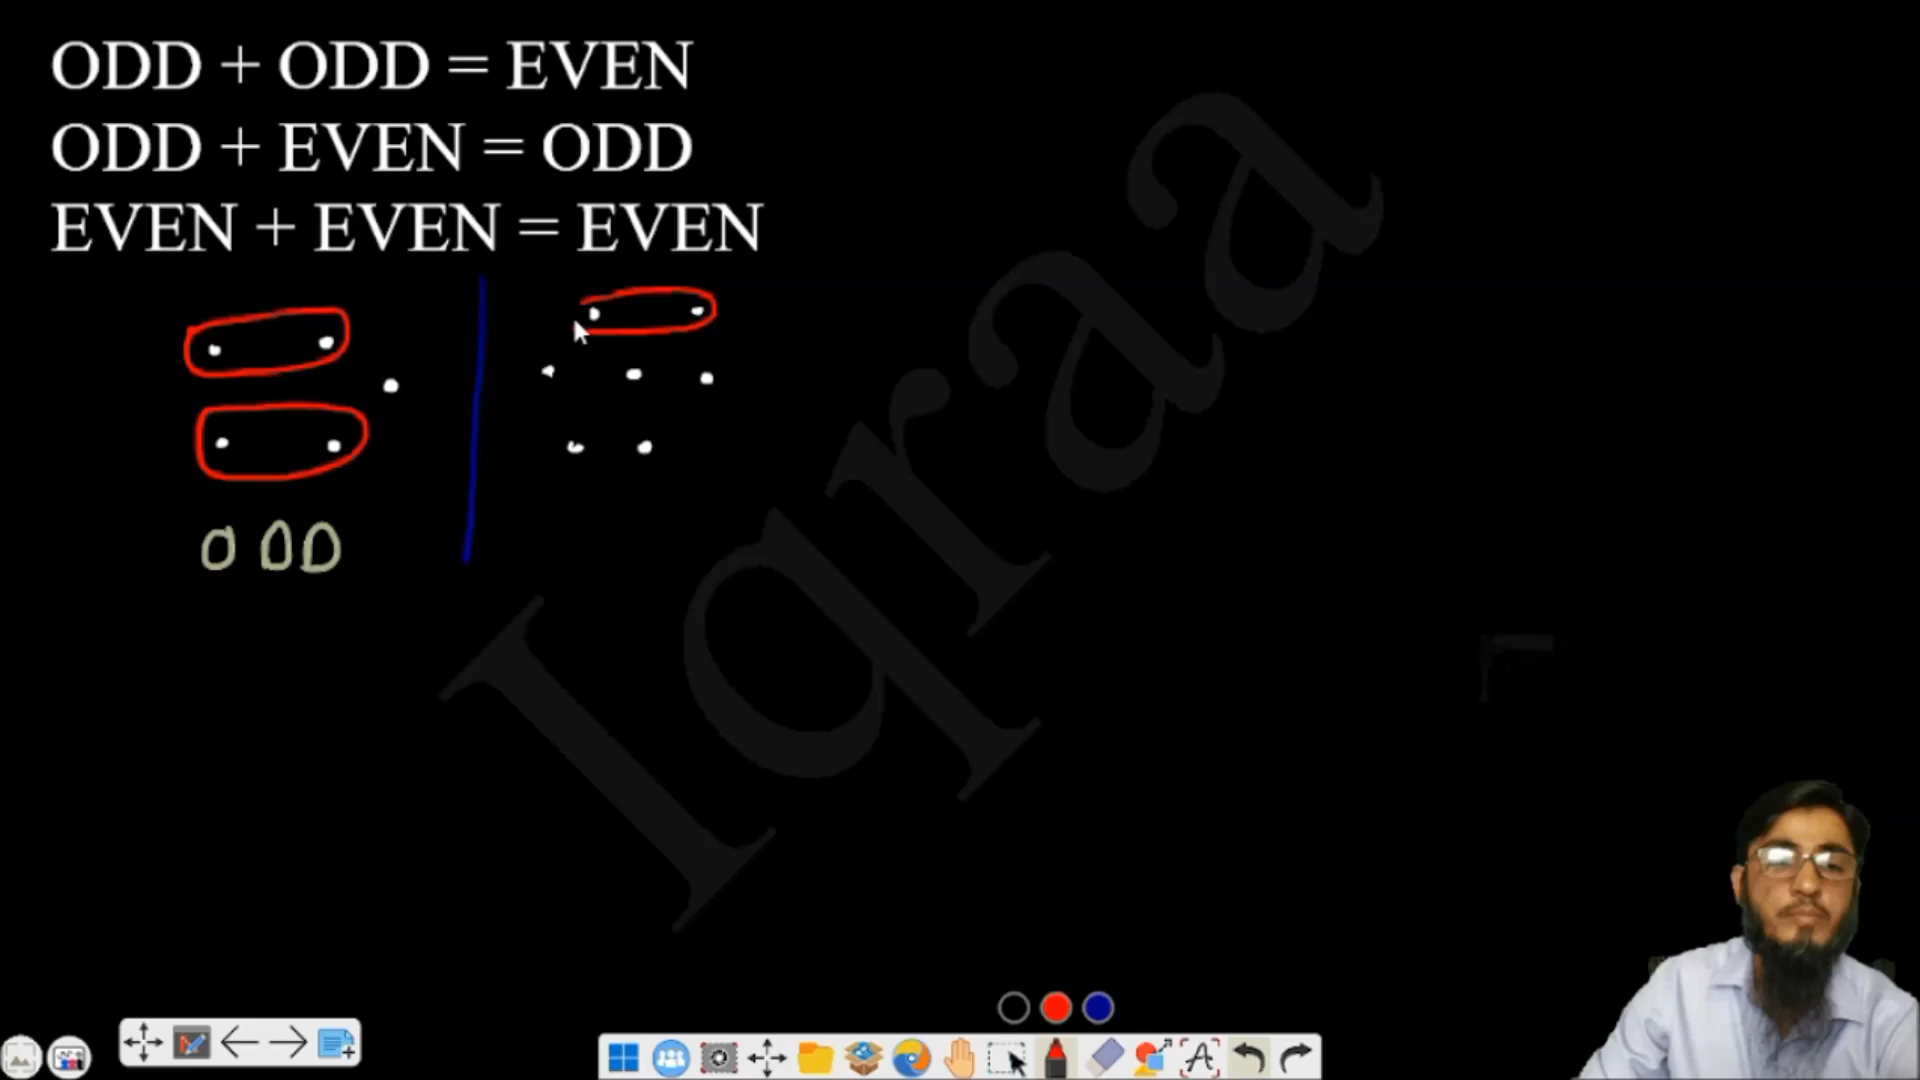 ODD + ODD = EVEN
ODD + EVEN = ODD
EVEN + EVEN = EVEN
ODD
Iqraa